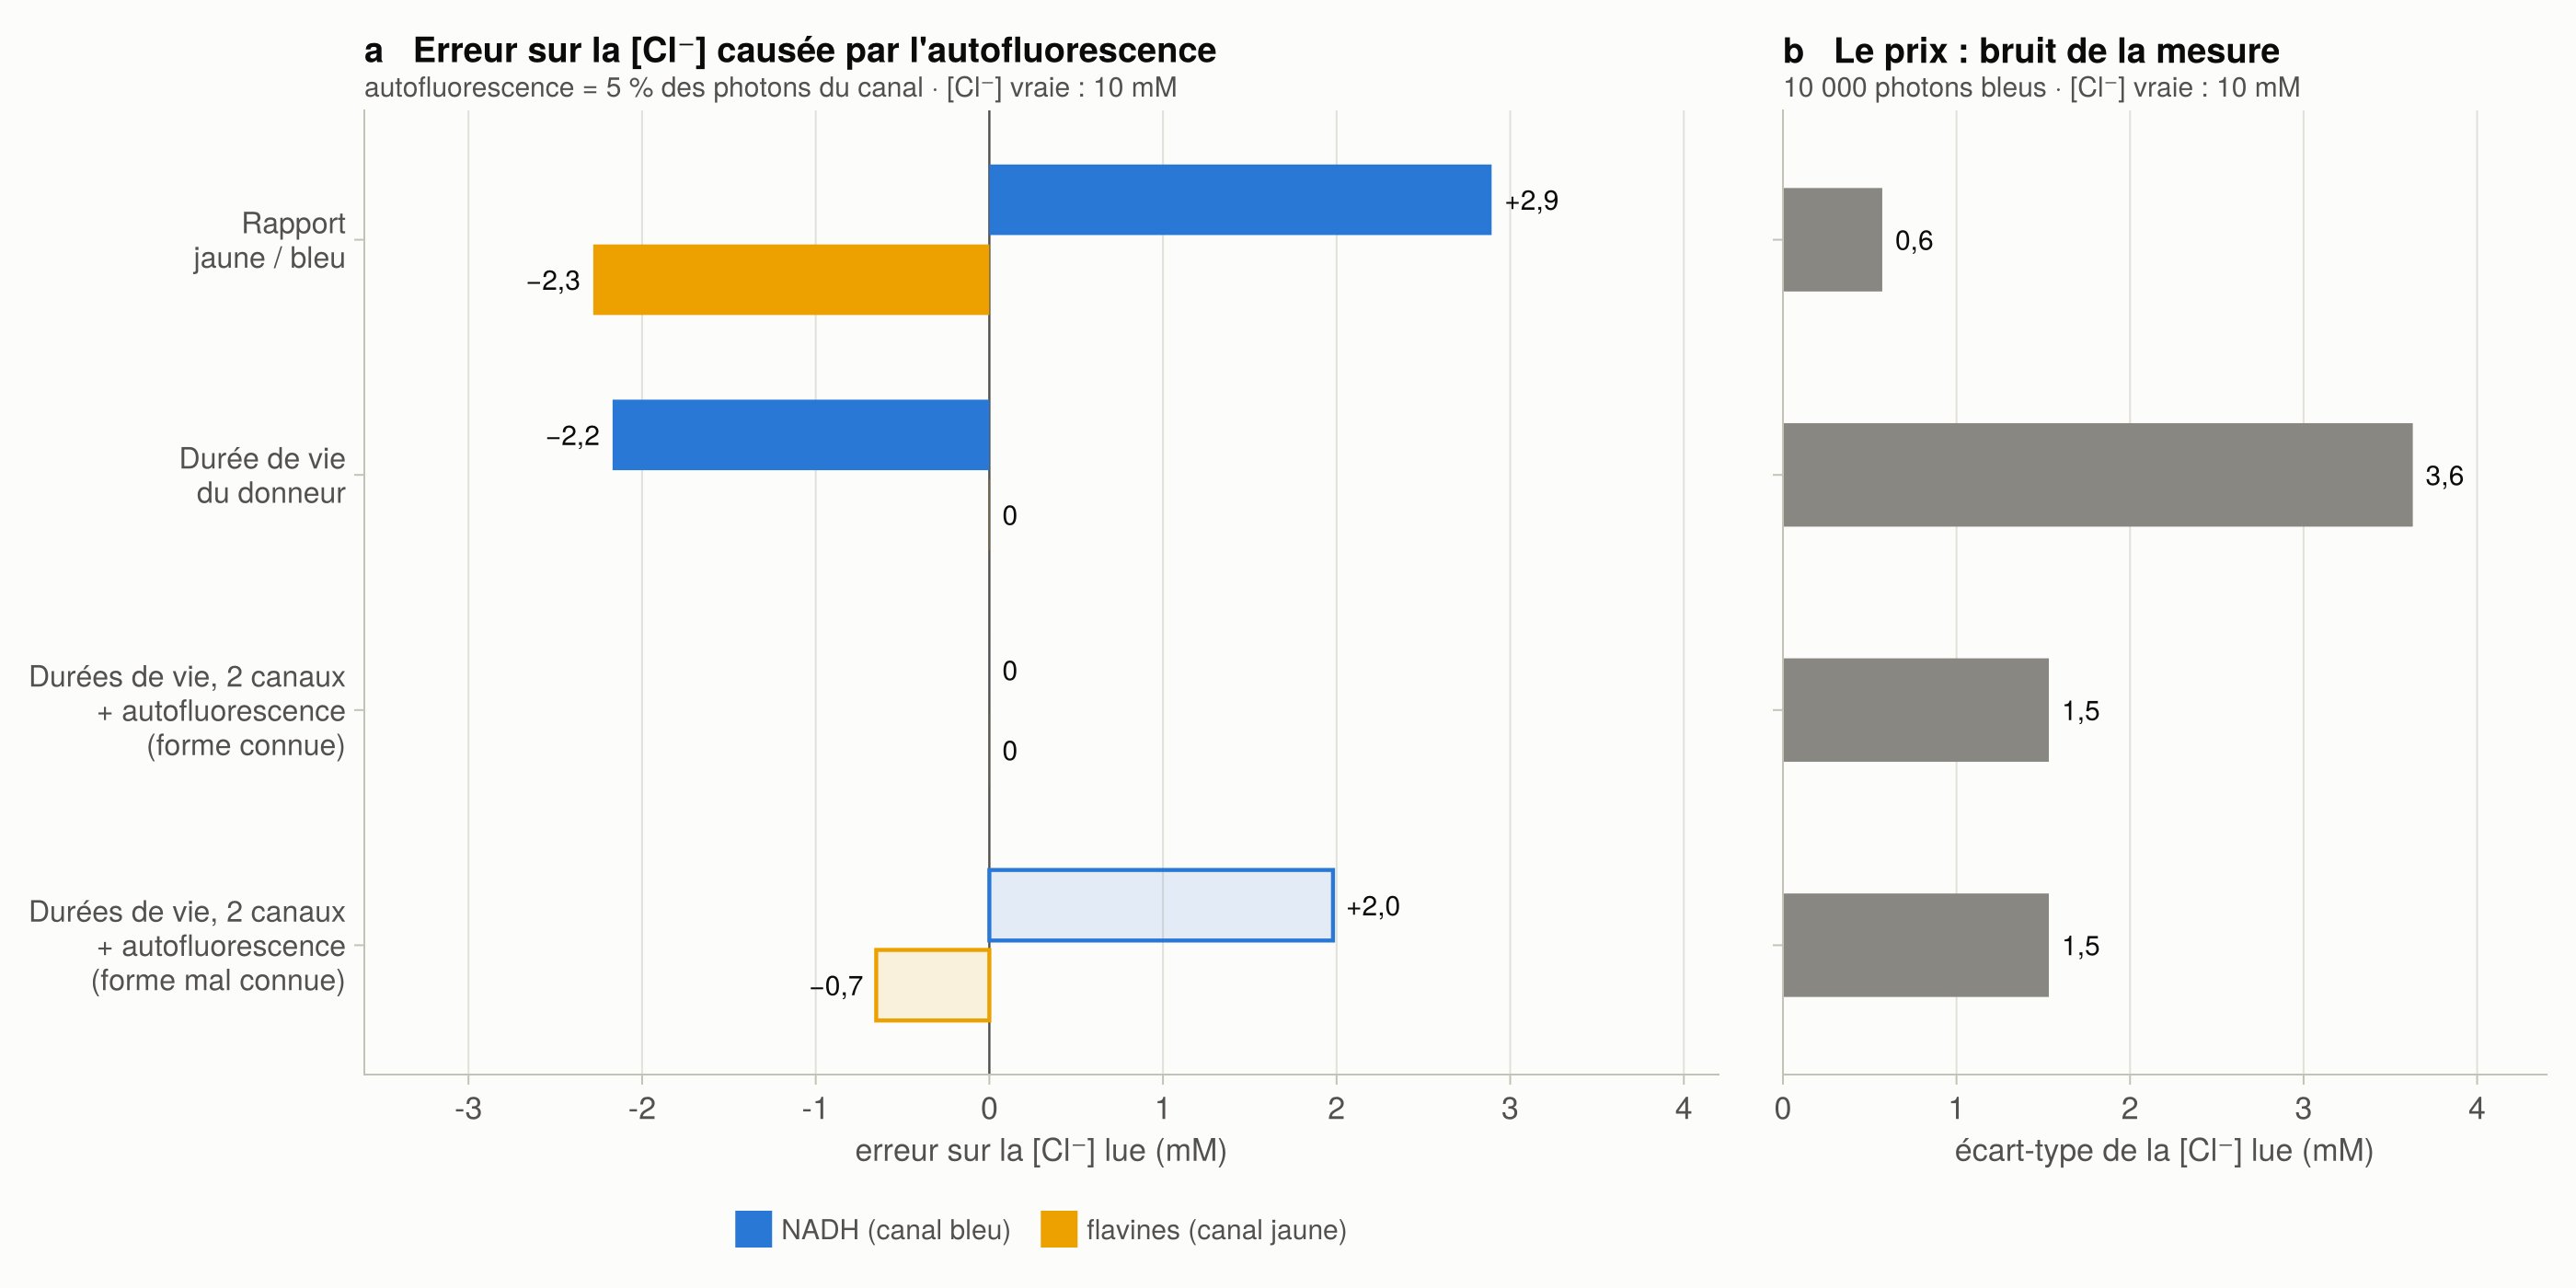 a Erreur sur la [Cl⁻] causée par l'autofluorescence
autofluorescence = 5 % des photons du canal · [Cl⁻] vraie : 10 mM
Rapport
jaune / bleu
+2,9
−2,3
Durée de vie
du donneur
−2,2
0
Durées de vie, 2 canaux
+ autofluorescence
(forme connue)
0
0
Durées de vie, 2 canaux
+ autofluorescence
(forme mal connue)
+2,0
−0,7
-3 -2 -1 0 1 2 3 4
erreur sur la [Cl⁻] lue (mM)
NADH (canal bleu) flavines (canal jaune)
b Le prix : bruit de la mesure
10 000 photons bleus · [Cl⁻] vraie : 10 mM
0,6
3,6
1,5
1,5
0 1 2 3 4
écart-type de la [Cl⁻] lue (mM)